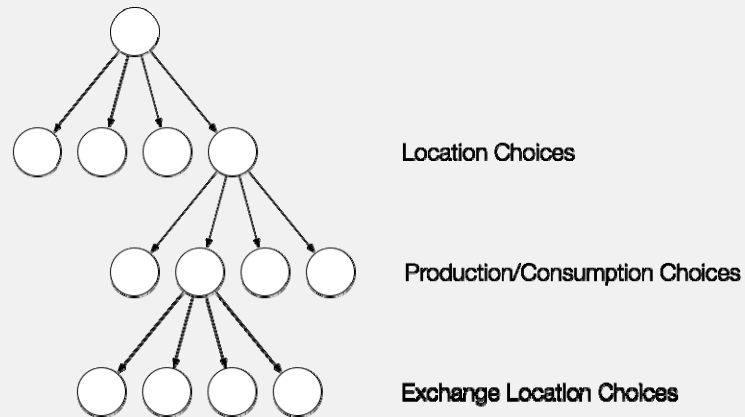 Location Choices
Production/Consumption Choices
Exchange Location Choices